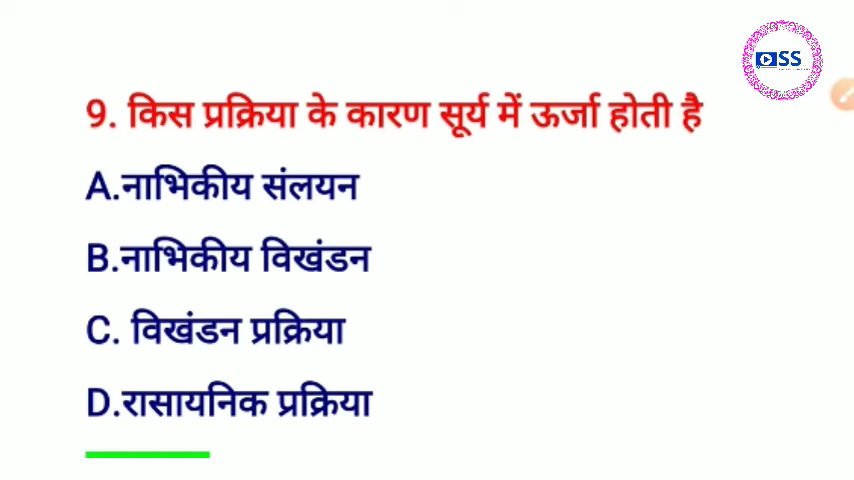 SS
9. किस प्रक्रिया के कारण सूर्य में ऊर्जा होती है
A.नाभिकीय संलयन
B.नाभिकीय विखंडन
C. विखंडन प्रक्रिया
D.रासायनिक प्रक्रिया